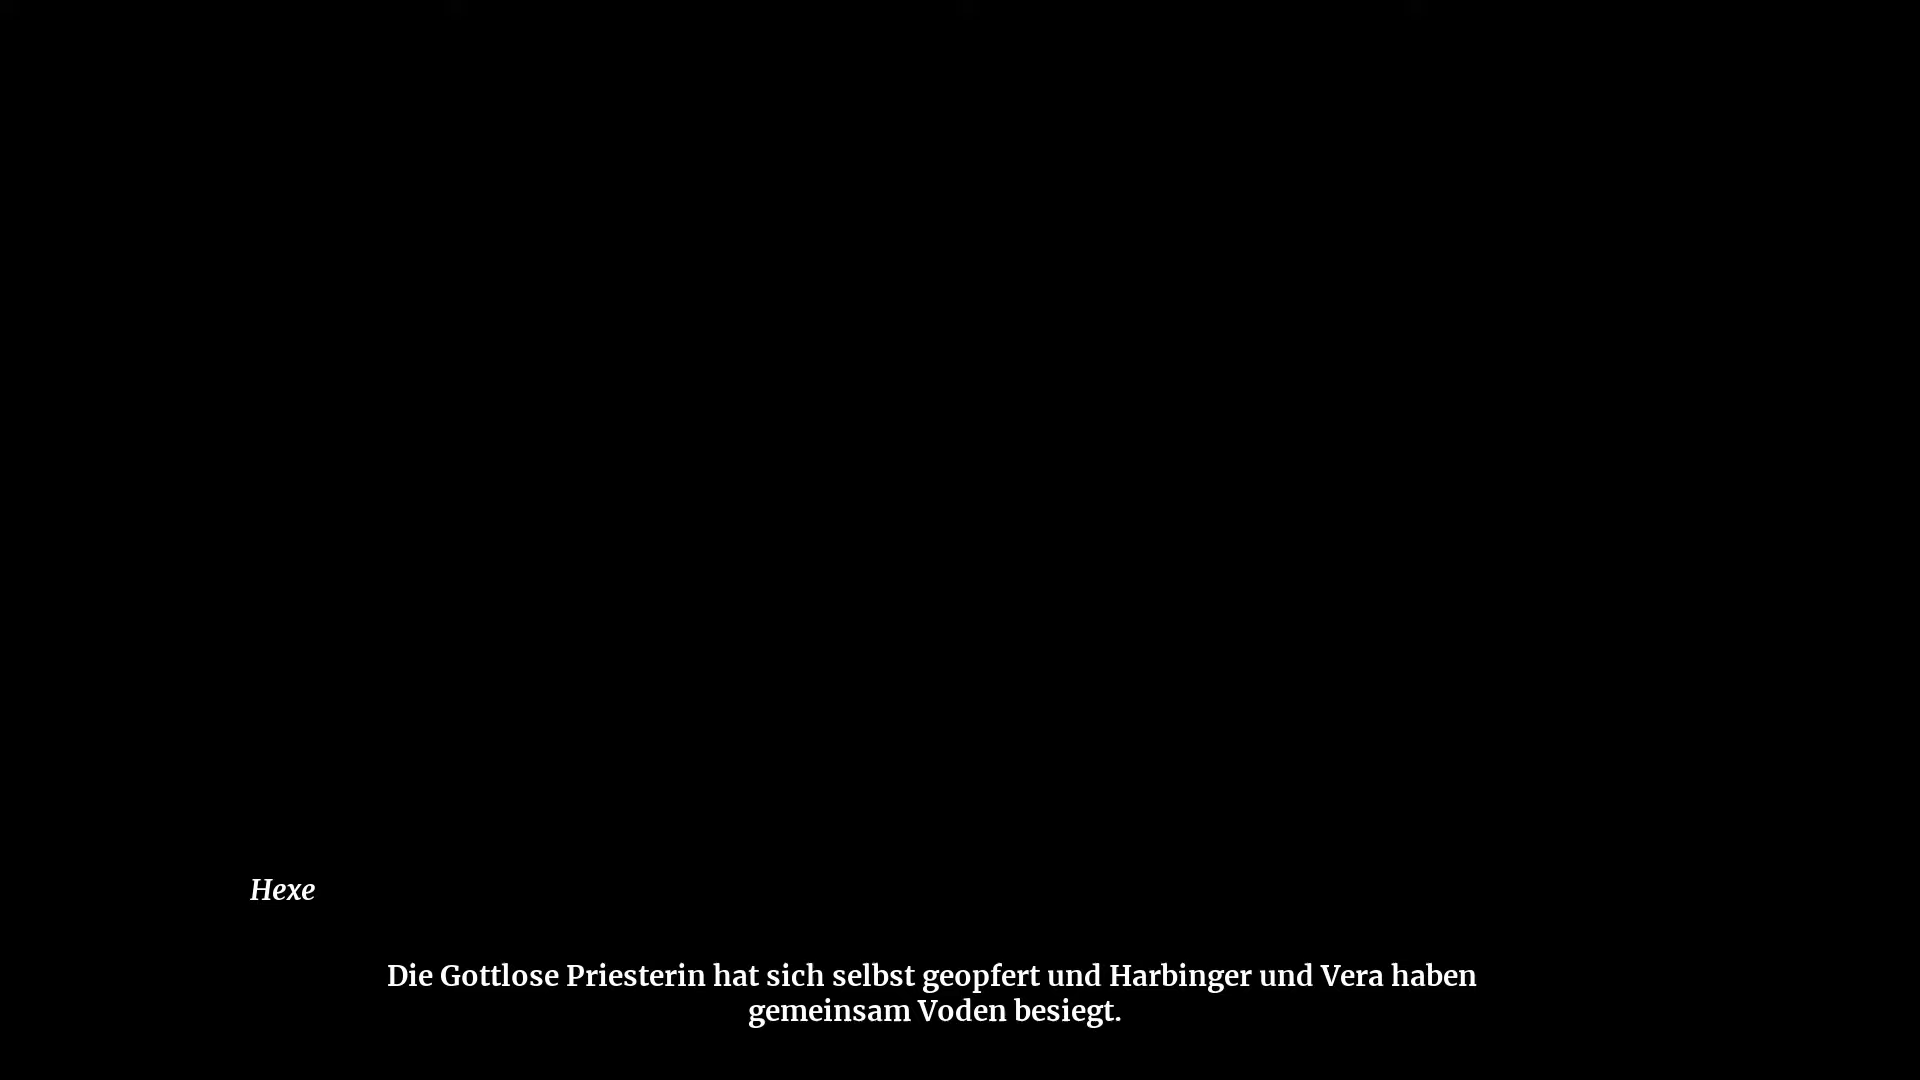 Hexe
Die Gottlose Priesterin hat sich selbst geopfert und Harbinger und Vera haben
gemeinsam Voden besiegt.